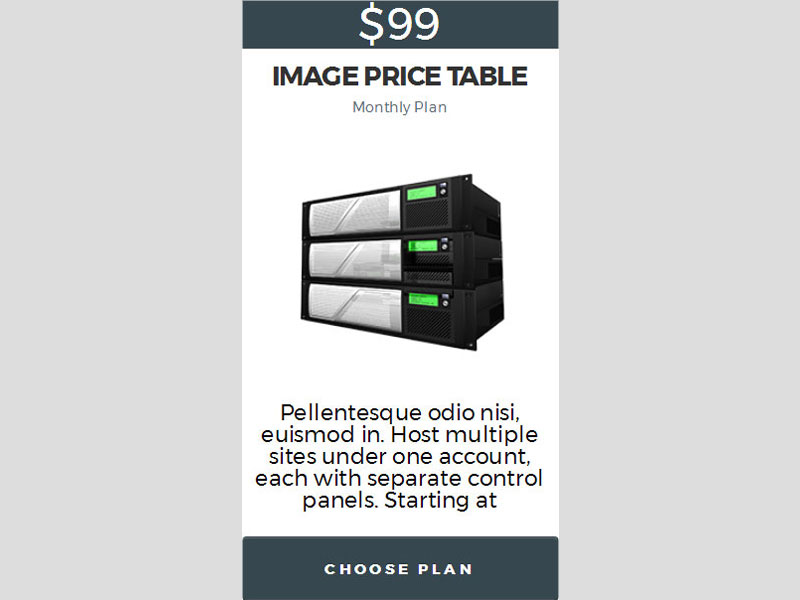 $99
IMAGE PRICE TABLE
Monthly Plan
Pellentesque odio nisi,
euismod in. Host multiple
sites under one account,
each with separate control
panels. Starting at
CHOOSE PLAN